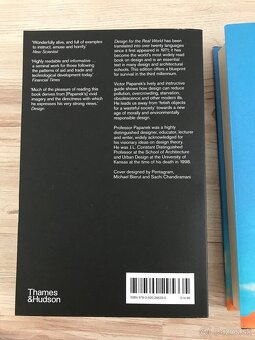 'Wonderfully alive, and full of examples
to instruct, amuse and horrify'
New Scientist
'Highly readable and informative –
a seminal work for those following
the patterns of aid and trade and
technological development today'
Financial Times
'Much of the pleasure of reading this
book derives from [Papanek's] vivid
imagery and the directness with which
he expresses his very strong views.'
Design
Design for the Real World has been
translated into over twenty languages
since it first appeared in 1971; it has
become the world's most widely read
book on design and is an essential
text in many design and architectural
schools. This edition offers a blueprint
for survival in the third millennium.
Victor Papanek's lively and instructive
guide shows how design can reduce
pollution, overcrowding, starvation,
obsolescence and other modern ills.
He leads us away from 'fetish objects
for a wasteful society' towards a new
age of morally and environmentally
responsible design.
Professor Papanek was a highly
distinguished designer, educator, lecturer
and writer, widely acknowledged for
his visionary ideas on design theory.
He was J.L. Constant Distinguished
Professor at the School of Architecture
and Urban Design at the University of
Kansas at the time of his death in 1998.
Cover designed by Pentagram,
Michael Bierut and Sachi Chandiramani
Thames
&Hudson